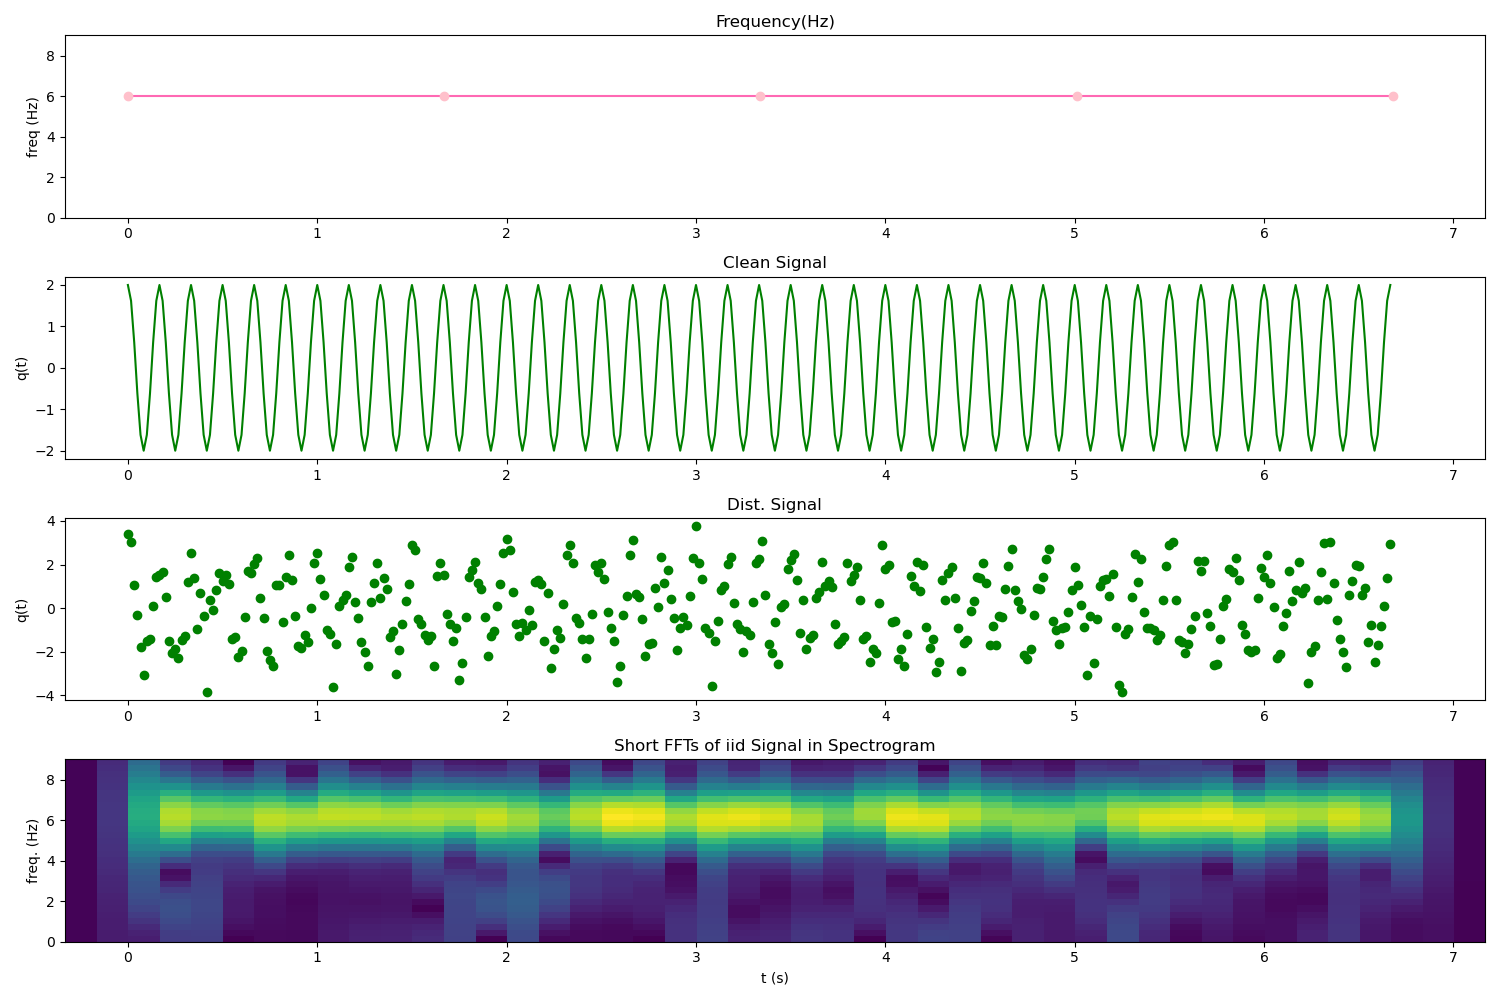 Frequency(Hz)
freq (Hz)
8
6
4
2
0
0 1 2 3 4 5 6 7
Clean Signal
q(t)
2
1
0
−1
−2
0 1 2 3 4 5 6 7
Dist. Signal
q(t)
4
2
0
−2
−4
0 1 2 3 4 5 6 7
Short FFTs of iid Signal in Spectrogram
freq. (Hz)
8
6
4
2
0
0 1 2 3 4 5 6 7
t (s)